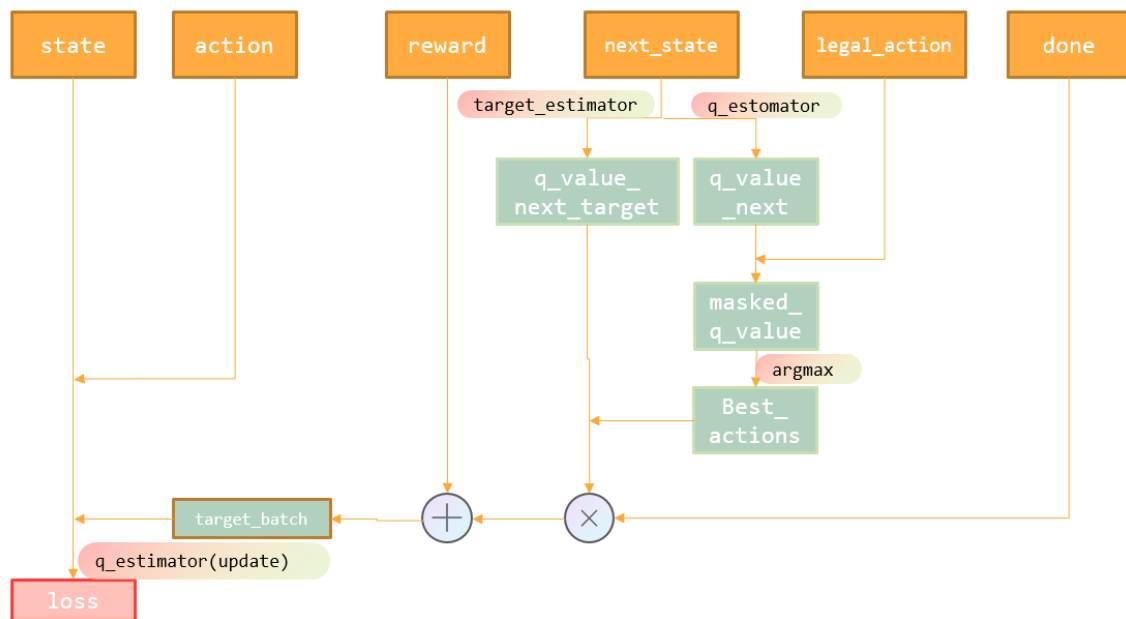 state
action
reward
next_state
legal_action
done
target_estimator
q_estomator
q_value_
next_target
q_value
_next
masked_
q_value
argmax
Best_
actions
target_batch
q_estimator(update)
loss